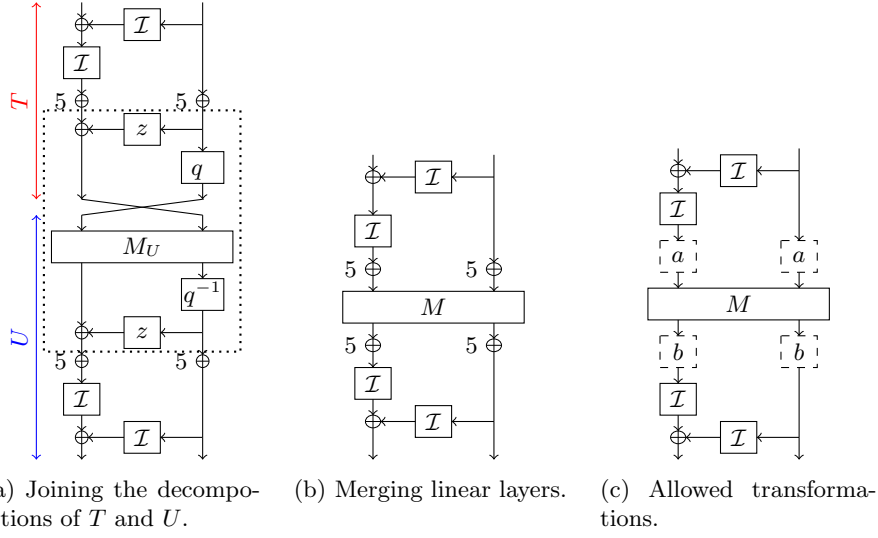 I
I
5 5
T
z
q
M_U
q^{-1}
z
U
5 5
I
I
I
I
5 5
M
5 5
I
I
I
I
a a
M
b b
I
I
a) Joining the decompo-
tions of T and U.
(b) Merging linear layers.
(c) Allowed transforma-
tions.